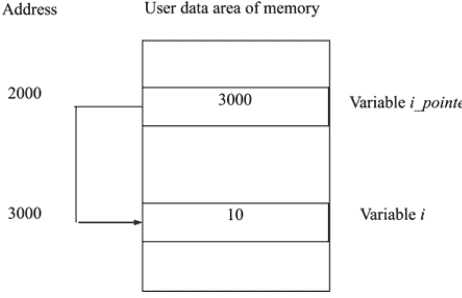 Address User data area of memory
2000 3000 Variable i_pointe
3000 10 Variable i